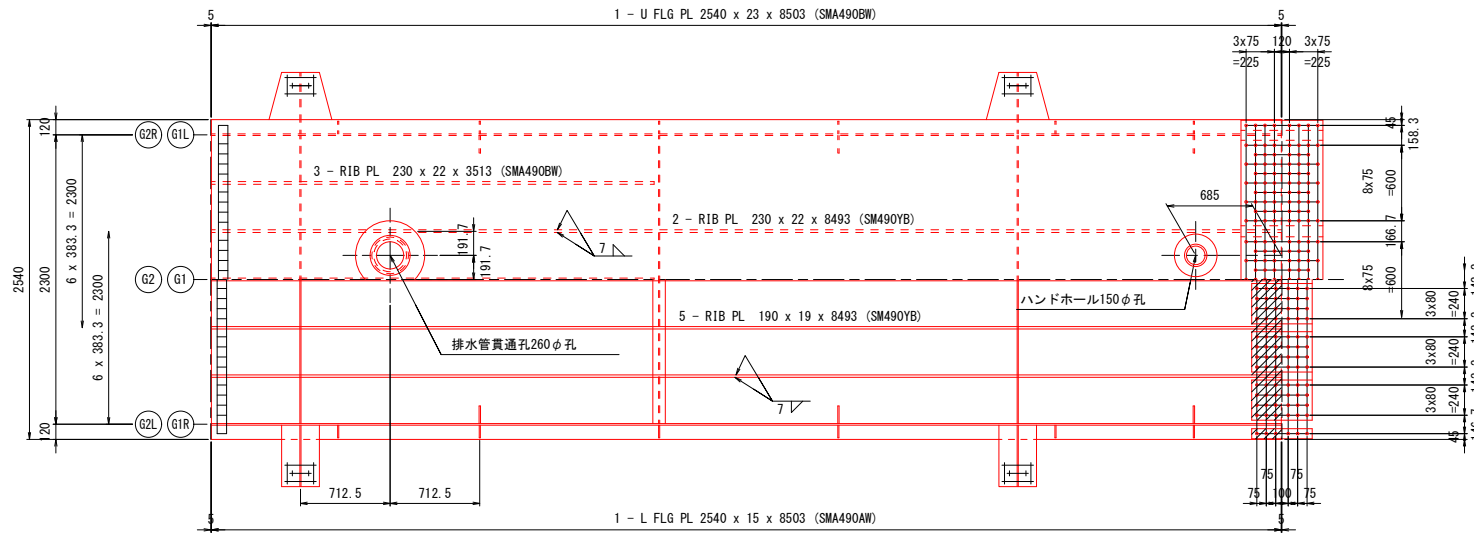 5
1 - U FLG PL 2540 x 23 x 8503 (SMA490BW)
5
3x75
=225
120
3x75
=225
120
G2R
G1L
45
158.3
3 - RIB PL 230 x 22 x 3513 (SMA490BW)
8x75
=600
685
2 - RIB PL 230 x 22 x 8493 (SM490YB)
6 x 383.3 = 2300
191.7
191.7
7
166.7
2540
2300
G2
G1
8x75
=600
ハンドホール150φ孔
5 - RIB PL 190 x 19 x 8493 (SM490YB)
3x80
=240
排水管貫通孔260φ孔
6 x 383.3 = 2300
3x80
=240
3x80
=240
7
G2L
G1R
120
45
75
75
75
100
75
712.5
712.5
5
1 - L FLG PL 2540 x 15 x 8503 (SMA490AW)
5